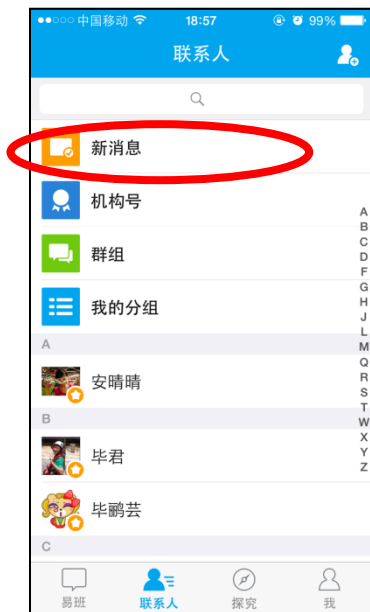 中国移动 18:57 99%
联系人
新消息
机构号
群组
我的分组
A
安晴晴
B
毕君
毕鹂芸
C
A
B
C
D
F
G
H
J
L
M
Q
R
S
T
W
X
Y
Z
易班 联系人 探究 我